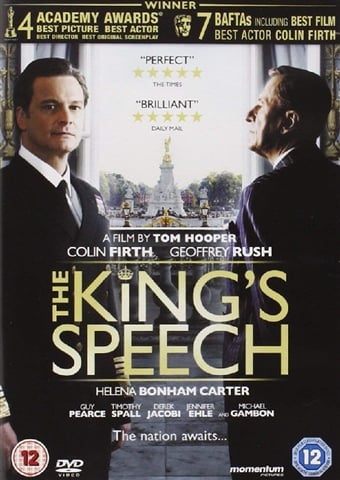 WINNER
4 ACADEMY AWARDS®
BEST PICTURE BEST ACTOR
BEST DIRECTOR BEST ORIGINAL SCREENPLAY
7 BAFTAs INCLUDING BEST FILM
BEST ACTOR COLIN FIRTH
"PERFECT"
THE TIMES
"BRILLIANT"
DAILY MAIL
A FILM BY TOM HOOPER
COLIN FIRTH GEOFFREY RUSH
THE KING'S
SPEECH
HELENA BONHAM CARTER
GUY PEARCE TIMOTHY SPALL DEREK JACOBI JENNIFER EHLE AND MICHAEL GAMBON
The nation awaits...
12 DVD VIDEO momentum PICTURES 12